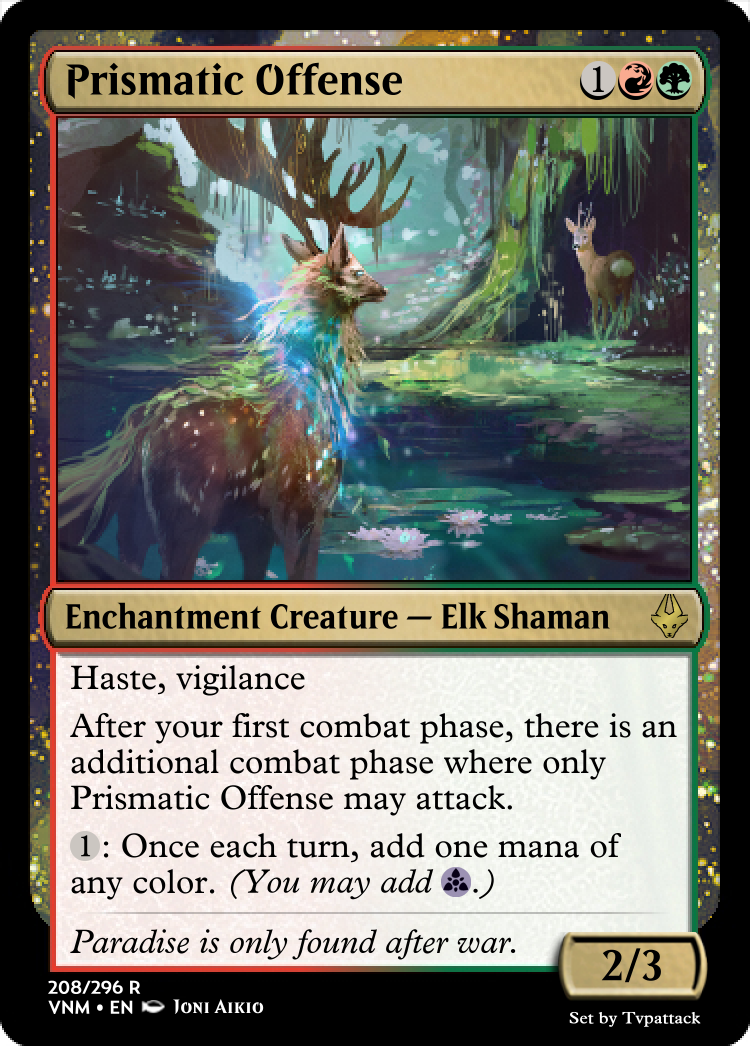 Prismatic Offense 1
Enchantment Creature — Elk Shaman
Haste, vigilance
After your first combat phase, there is an
additional combat phase where only
Prismatic Offense may attack.
1: Once each turn, add one mana of
any color. (You may add .)
Paradise is only found after war.
2/3
208/296 R
VNM • EN Joni Aikio
Set by Tvpattack